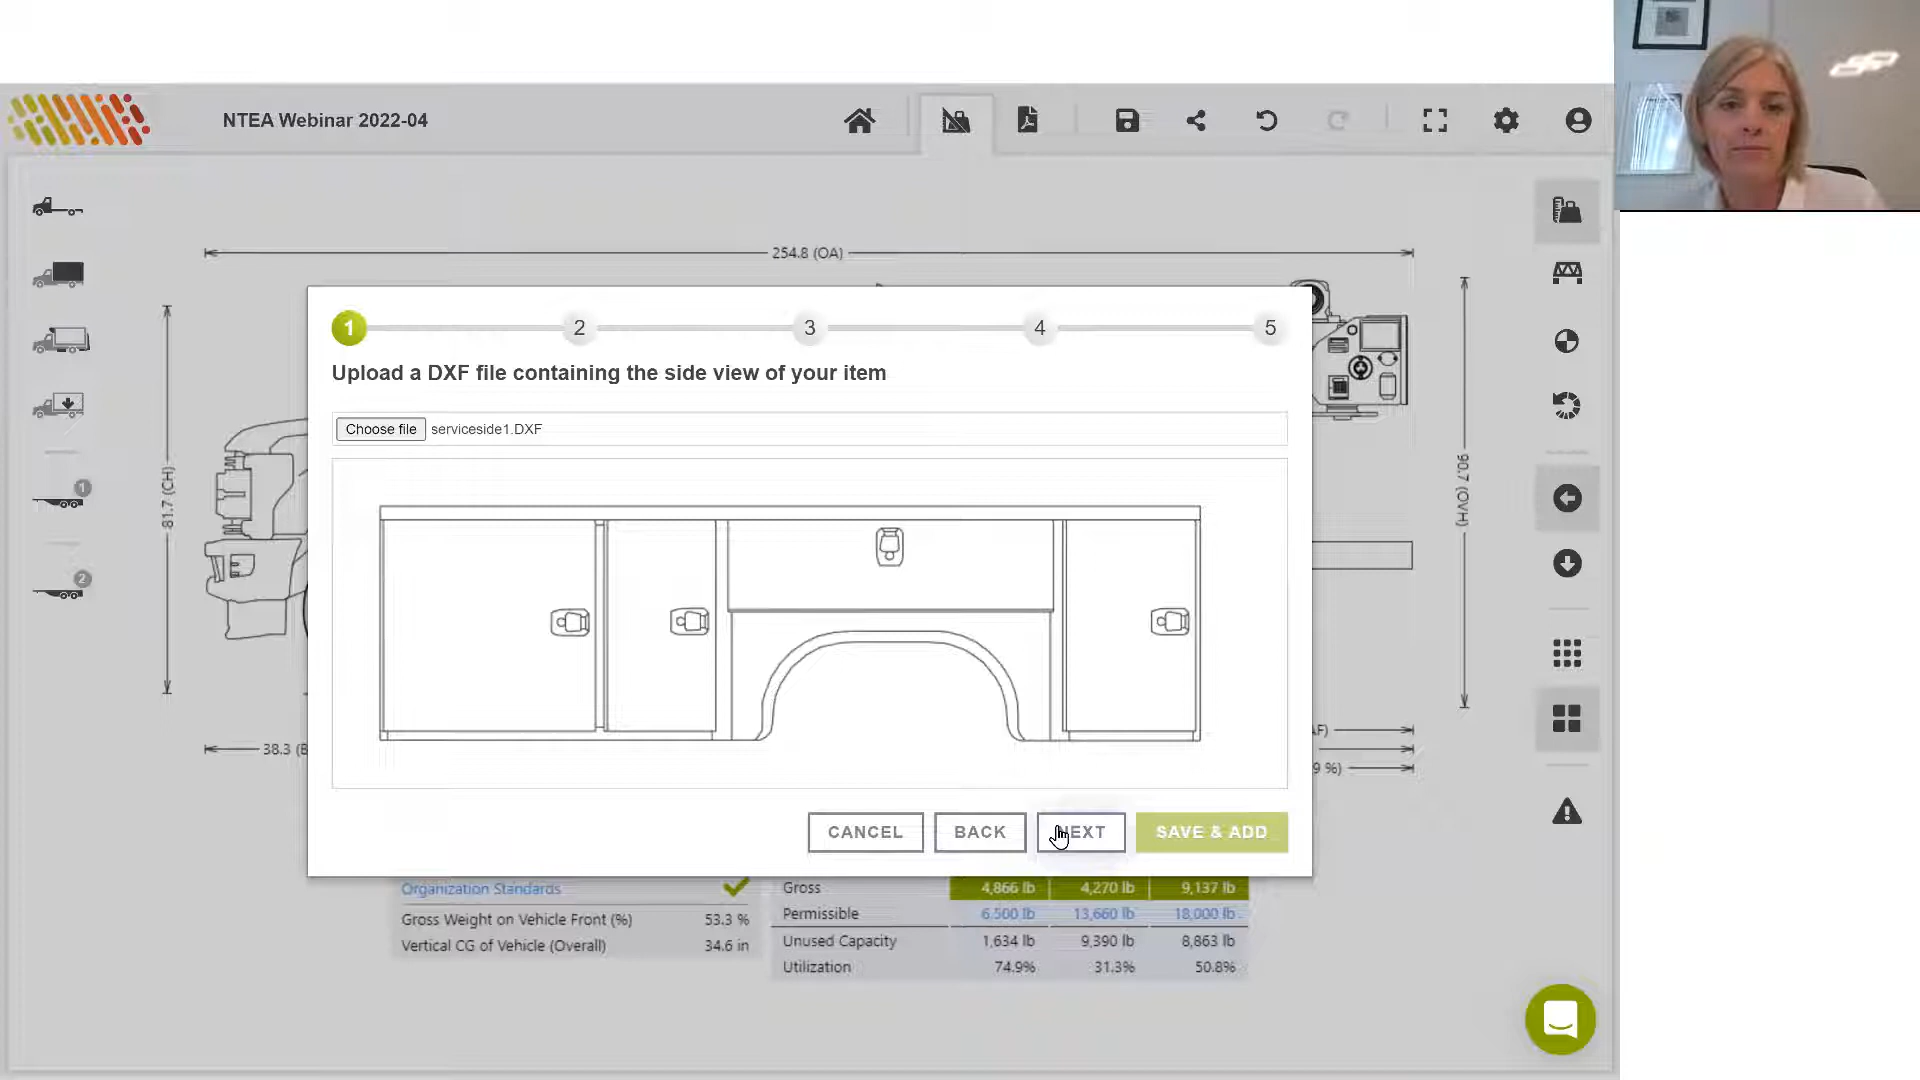 NTEA Webinar 2022-04
254.8 (OA)
1
2
3
4
5
Upload a DXF file containing the side view of your item
Choose file serviceside1.DXF
81.7 (CH)
90.7 (OVH)
1
2
38.3 (B
AF)
9 %)
CANCEL
BACK
NEXT
SAVE & ADD
Organization Standards
Gross Weight on Vehicle Front (%) 53.3 %
Vertical CG of Vehicle (Overall) 34.6 in
Gross 4,866 lb 4,270 lb 9,137 lb
Permissible 6,500 lb 13,660 lb 18,000 lb
Unused Capacity 1,634 lb 9,390 lb 8,863 lb
Utilization 74.9% 31.3% 50.8%